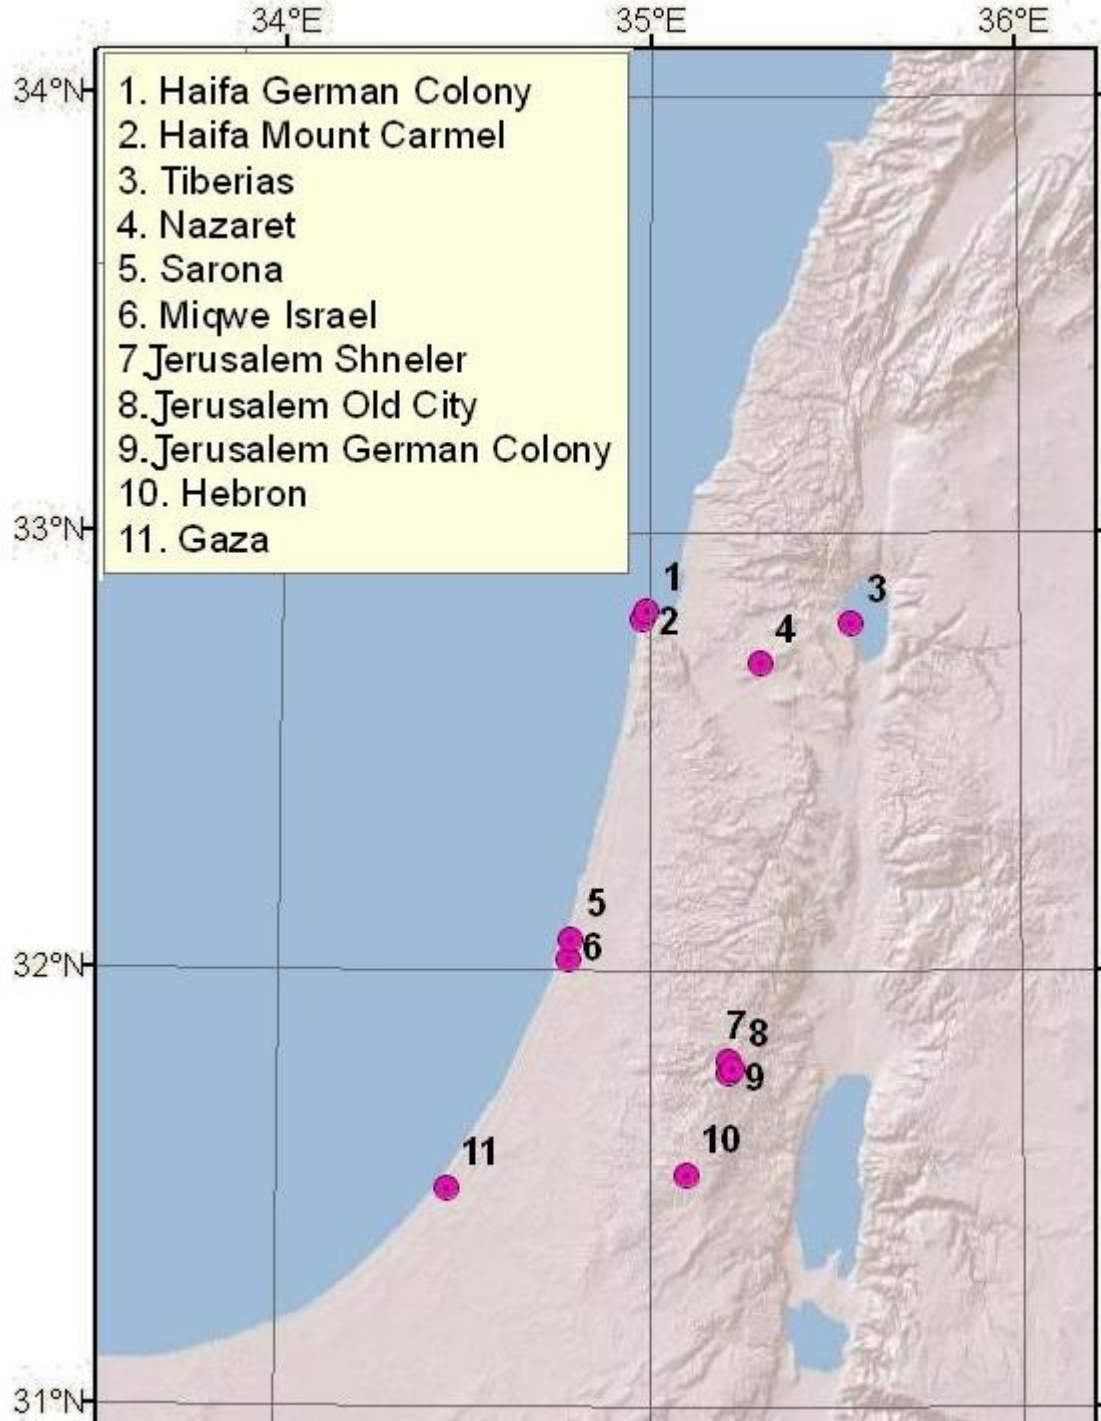 34°E 35°E 36°E
34°N
1. Haifa German Colony
2. Haifa Mount Carmel
3. Tiberias
4. Nazaret
5. Sarona
6. Miqwe Israel
7.Jerusalem Shneler
8.Jerusalem Old City
9.Jerusalem German Colony
10. Hebron
11. Gaza
33°N
1
3
2
4
5
6
32°N
7 8
9
10
11
31°N